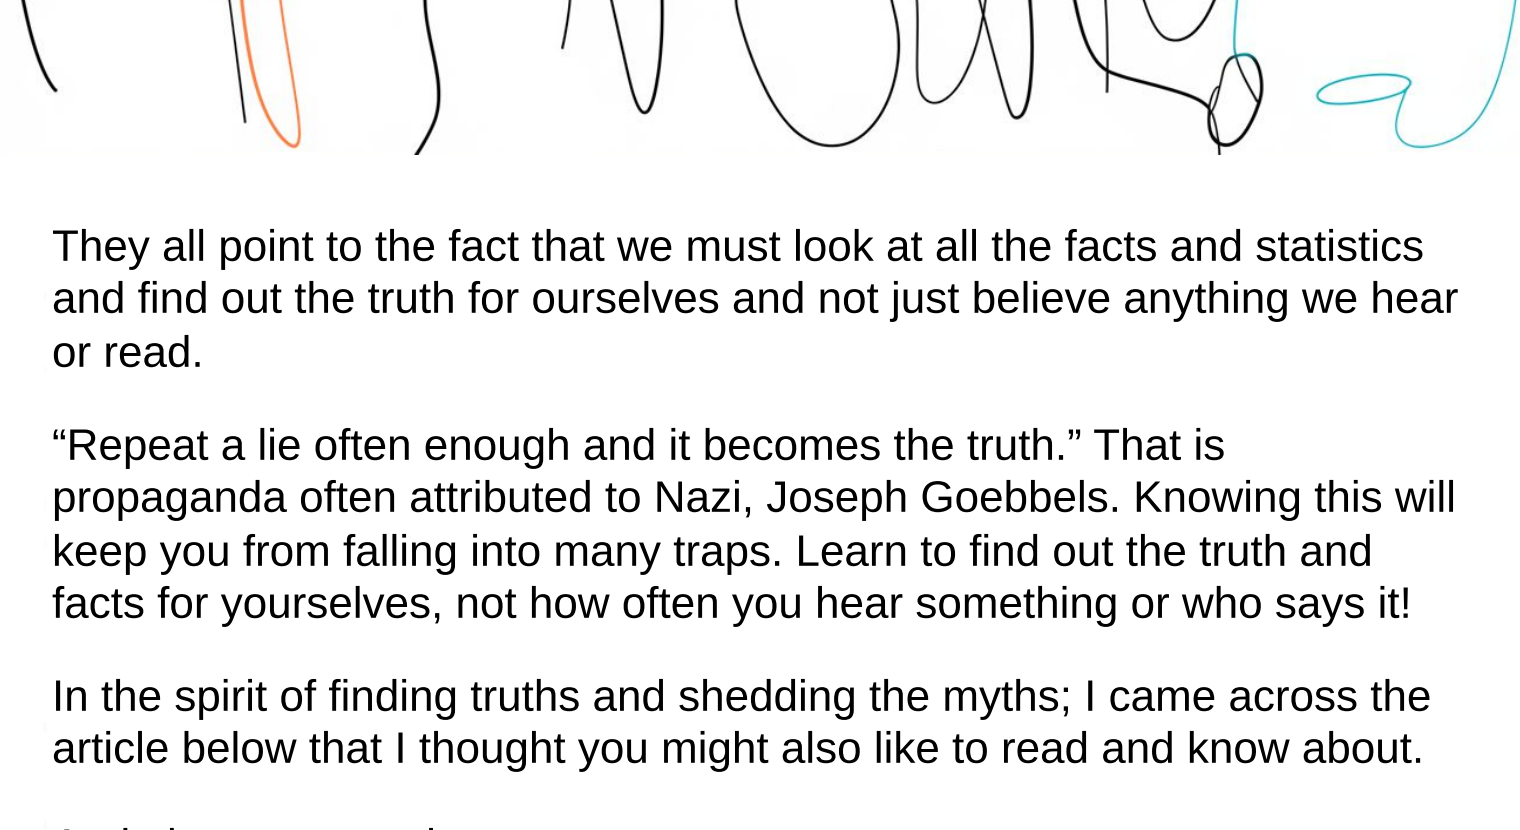 They all point to the fact that we must look at all the facts and statistics
and find out the truth for ourselves and not just believe anything we hear
or read.
“Repeat a lie often enough and it becomes the truth.” That is
propaganda often attributed to Nazi, Joseph Goebbels. Knowing this will
keep you from falling into many traps. Learn to find out the truth and
facts for yourselves, not how often you hear something or who says it!
In the spirit of finding truths and shedding the myths; I came across the
article below that I thought you might also like to read and know about.